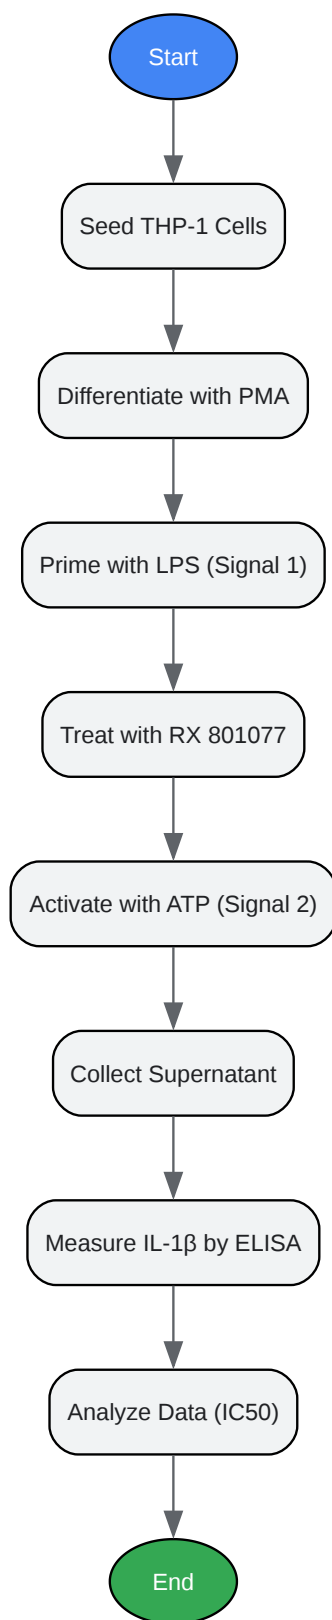 Start
Seed THP-1 Cells
Differentiate with PMA
Prime with LPS (Signal 1)
Treat with RX 801077
Activate with ATP (Signal 2)
Collect Supernatant
Measure IL-1β by ELISA
Analyze Data (IC50)
End